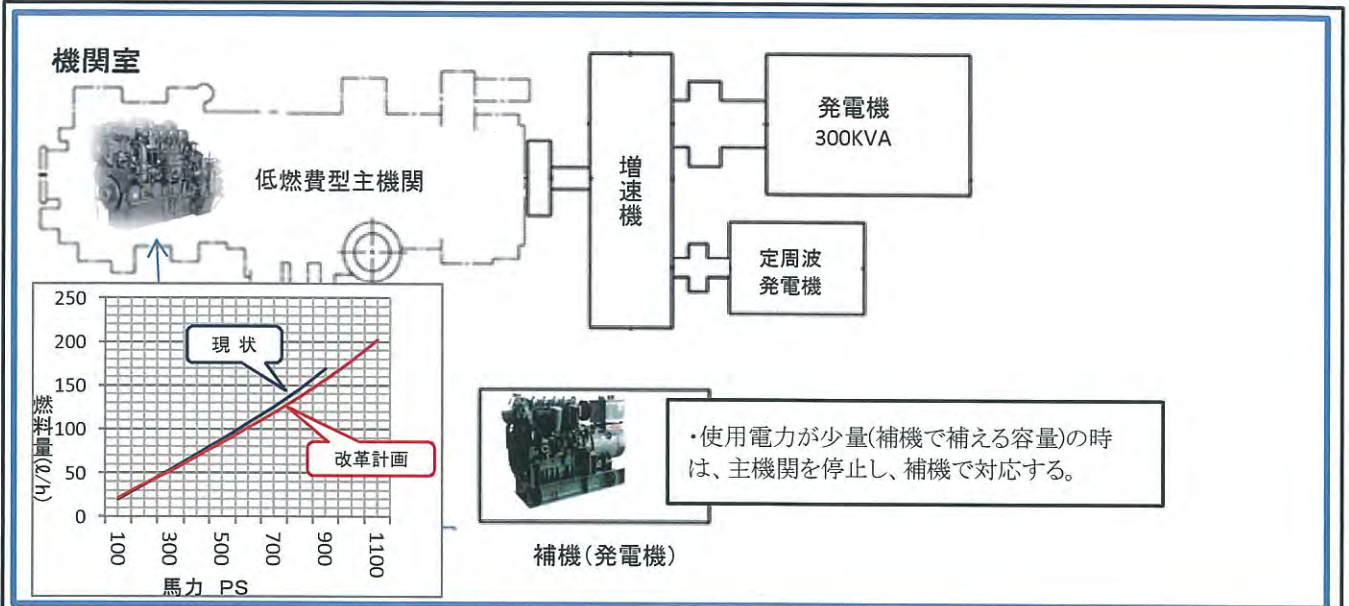 機関室
低燃費型主機関
増速機
発電機
300KVA
定周波
発電機
250
200
150
100
50
0
燃料量(ℓ/h)
現 状
改革計画
100
300
500
700
900
1100
馬力 PS
・使用電力が少量(補機で補える容量)の時
は、主機関を停止し、補機で対応する。
補機(発電機)